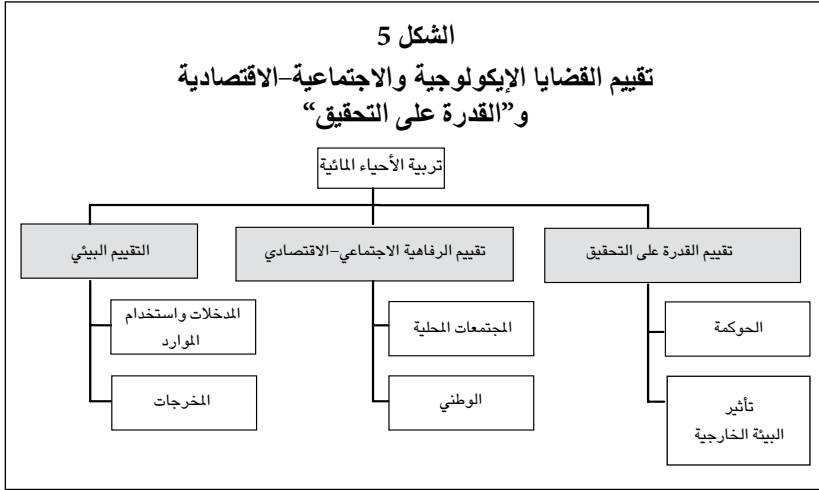 الشكل 5
تقييم القضايا الإيكولوجية والاجتماعية–الاقتصادية
و”القدرة على التحقيق“
تربية الأحياء المائية
تقييم القدرة على التحقيق
الحوكمة
تأثير
البيئة الخارجية
تقييم الرفاهية الاجتماعي–الاقتصادي
المجتمعات المحلية
الوطني
التقييم البيئي
المدخلات واستخدام
الموارد
المخرجات